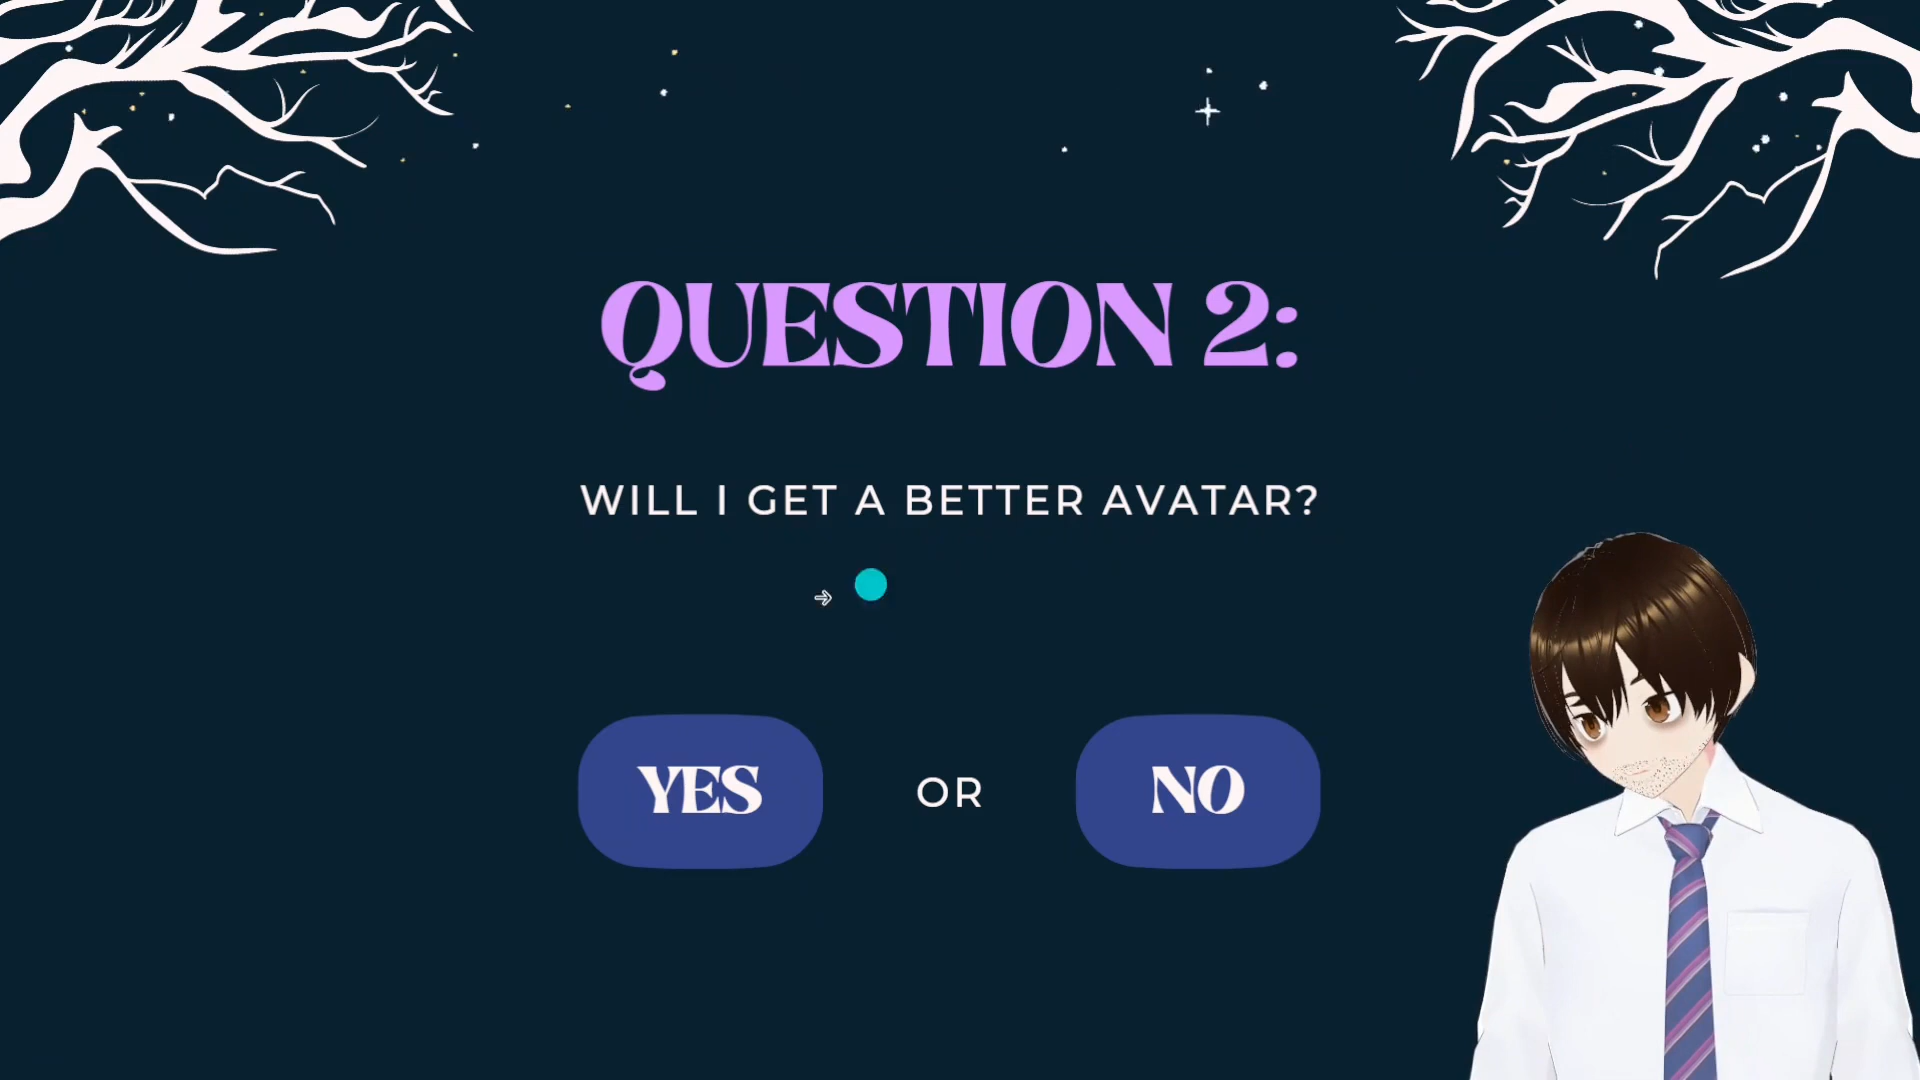 QUESTION 2:
WILL I GET A BETTER AVATAR?
YES OR NO